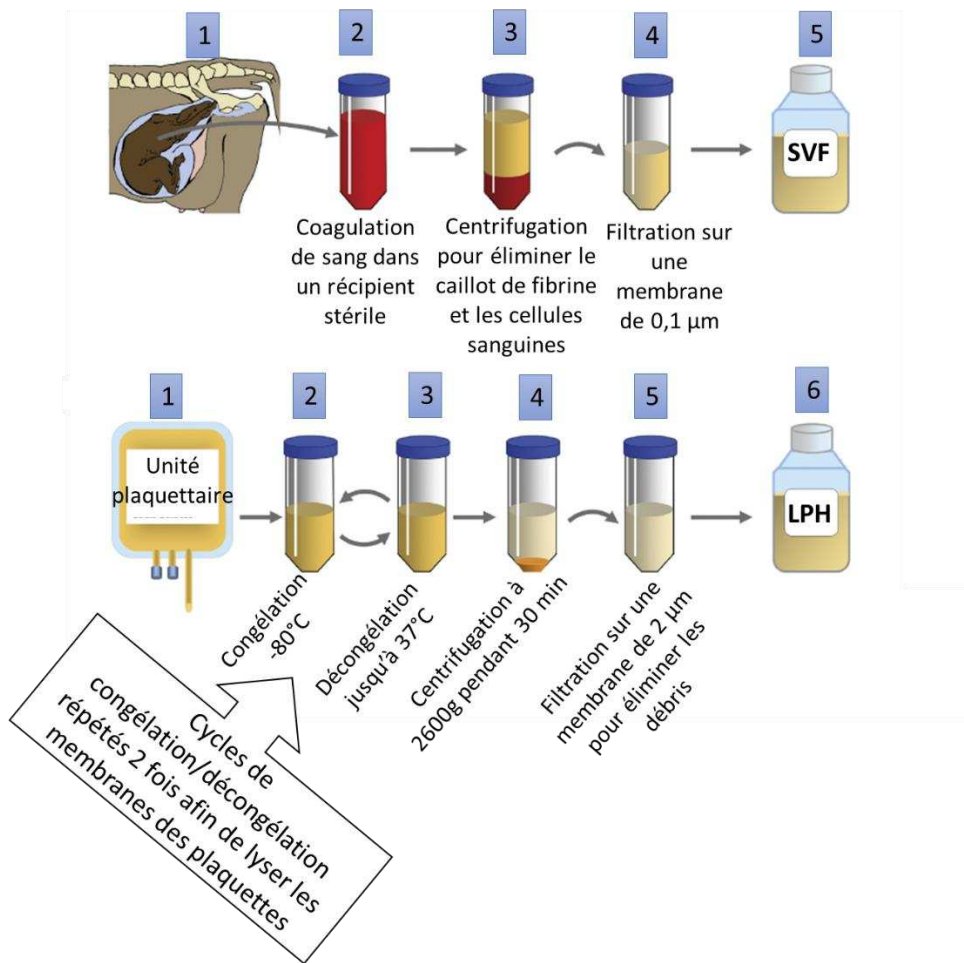 1
2
3
4
5
SVF
Coagulation
de sang dans
un récipient
stérile
Centrifugation
pour éliminer le
caillot de fibrine
et les cellules
sanguines
Filtration sur
une
membrane
de 0,1 µm
1
2
3
4
5
6
Unité
plaquettaire
LPH
Congélation
-80°C
Décongélation
jusqu'à 37°C
Centrifugation à
2600g pendant 30 min
Filtration sur une
membrane de 2 µm
pour éliminer les
débris
Cycles de
congélation/décongélation
répétés 2 fois afin de lyser les
membranes des plaquettes